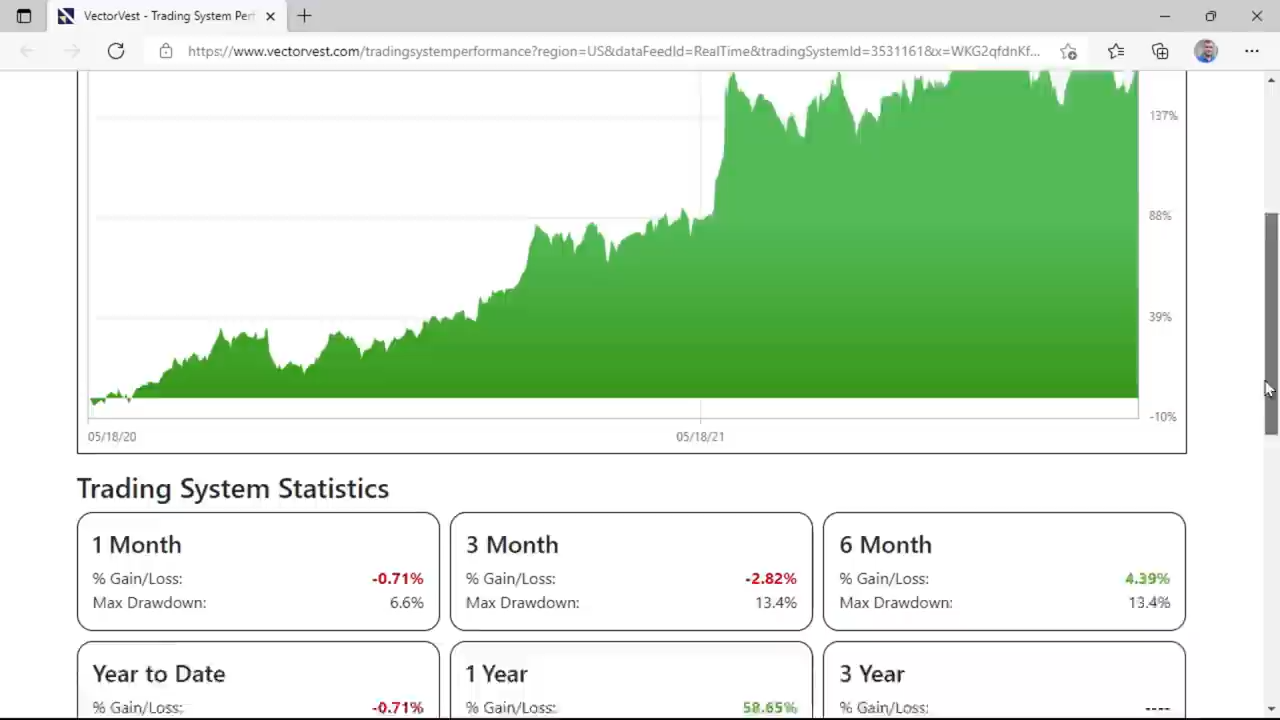 VectorVest - Trading System Per
https://www.vectorvest.com/tradingsystemperformance?region=US&dataFeedId=RealTime&tradingSystemId=3531161&x=WKG2qfdnKf...
137%
88%
39%
-10%
05/18/20 05/18/21
Trading System Statistics
1 Month
% Gain/Loss: -0.71%
Max Drawdown: 6.6%
3 Month
% Gain/Loss: -2.82%
Max Drawdown: 13.4%
6 Month
% Gain/Loss: 4.39%
Max Drawdown: 13.4%
Year to Date
% Gain/Loss: -0.71%
1 Year
% Gain/Loss: 58.65%
3 Year
% Gain/Loss: ----